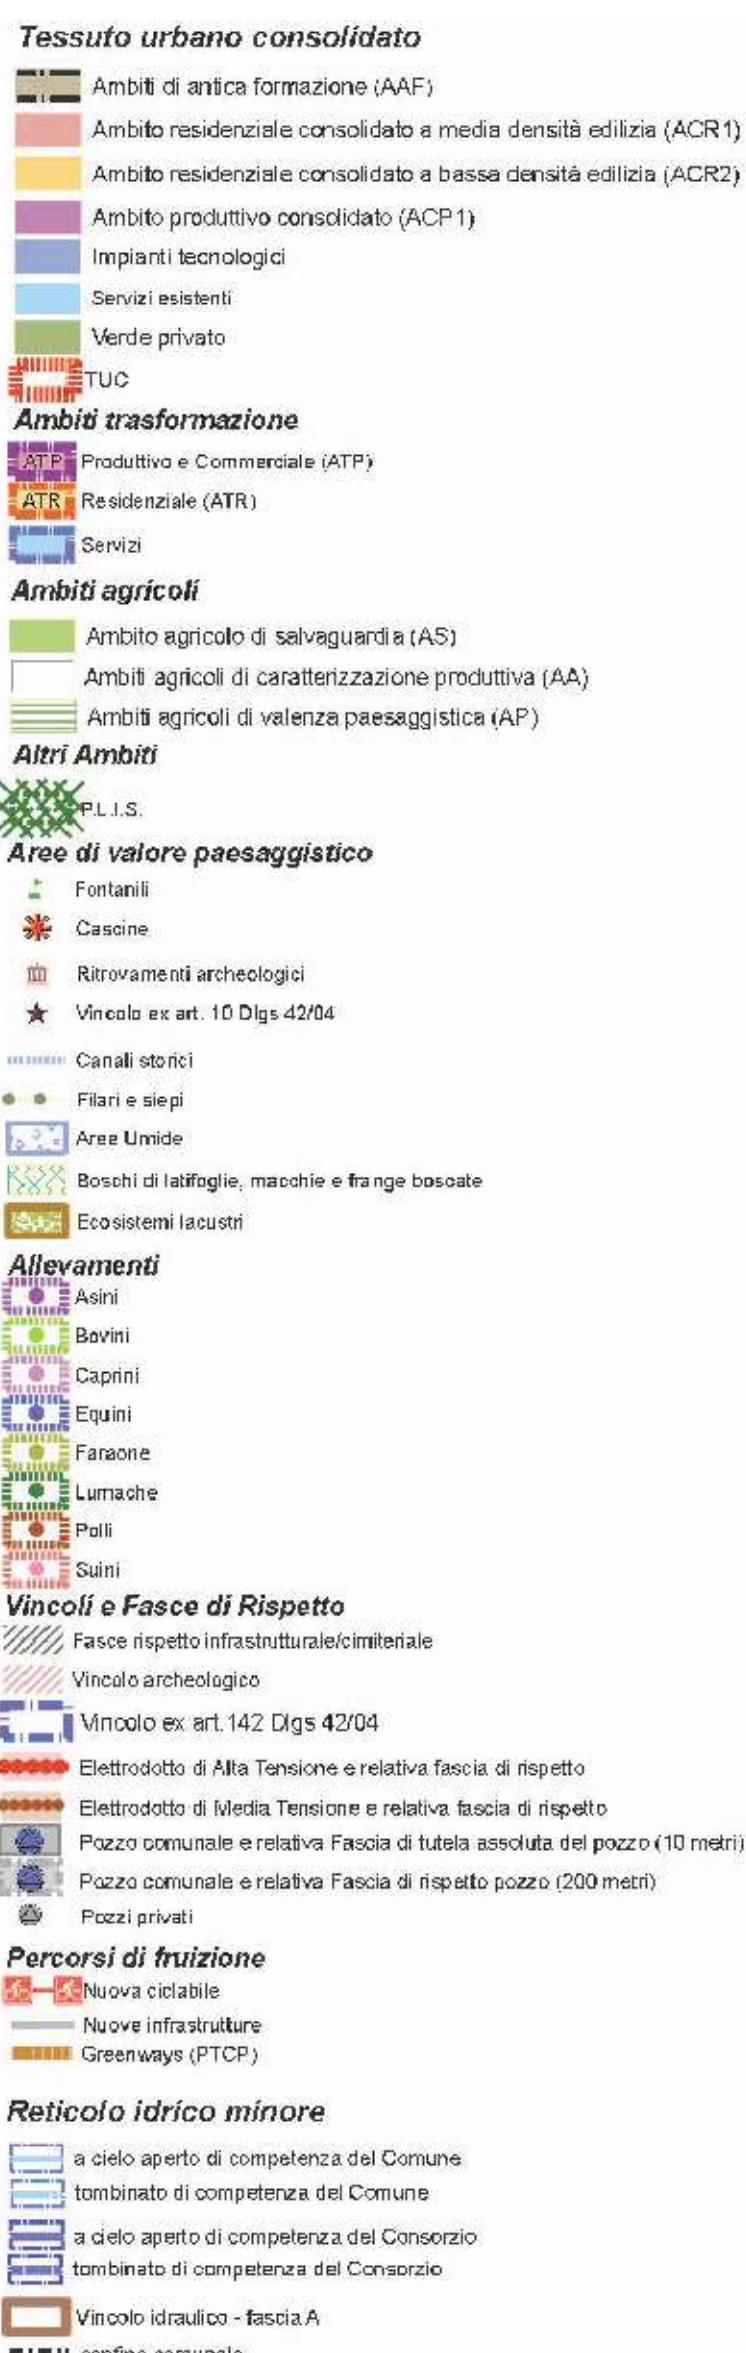 Tessuto urbano consolidato
Ambiti di antica formazione (AAF)
Ambito residenziale consolidato a media densità edilizia (ACR1)
Ambito residenziale consolidato a bassa densità edilizia (ACR2)
Ambito produttivo consolidato (ACP1)
Impianti tecnologici
Servizi esistenti
Verde privato
TUC
Ambiti trasformazione
ATP Produttivo e Commerciale (ATP)
ATR Residenziale (ATR)
Servizi
Ambiti agricoli
Ambito agricolo di salvaguardia (AS)
Ambiti agricoli di caratterizzazione produttiva (AA)
Ambiti agricoli di valenza paesaggistica (AP)
Altri Ambiti
P.L.I.S.
Aree di valore paesaggistico
Fontanili
Cascine
Ritrovamenti archeologici
Vincolo ex art. 10 Dlgs 42/04
Canali storici
Filari e siepi
Aree Umide
Boschi di latifoglie, macchie e frange boscate
Ecosistemi lacustri
Allevamenti
Asini
Bovini
Caprini
Equini
Faraone
Lumache
Polli
Suini
Vincoli e Fasce di Rispetto
Fasce rispetto infrastrutturale/cimiteriale
Vincolo archeologico
Vincolo ex art.142 Dlgs 42/04
Elettrodotto di Alta Tensione e relativa fascia di rispetto
Elettrodotto di Media Tensione e relativa fascia di rispetto
Pozzo comunale e relativa Fascia di tutela assoluta del pozzo (10 metri)
Pozzo comunale e relativa Fascia di rispetto pozzo (200 metri)
Pozzi privati
Percorsi di fruizione
Nuova ciclabile
Nuove infrastrutture
Greenways (PTCP)
Reticolo idrico minore
a cielo aperto di competenza del Comune
tombinato di competenza del Comune
a cielo aperto di competenza del Consorzio
tombinato di competenza del Consorzio
Vincolo idraulico - fascia A
confine comunale